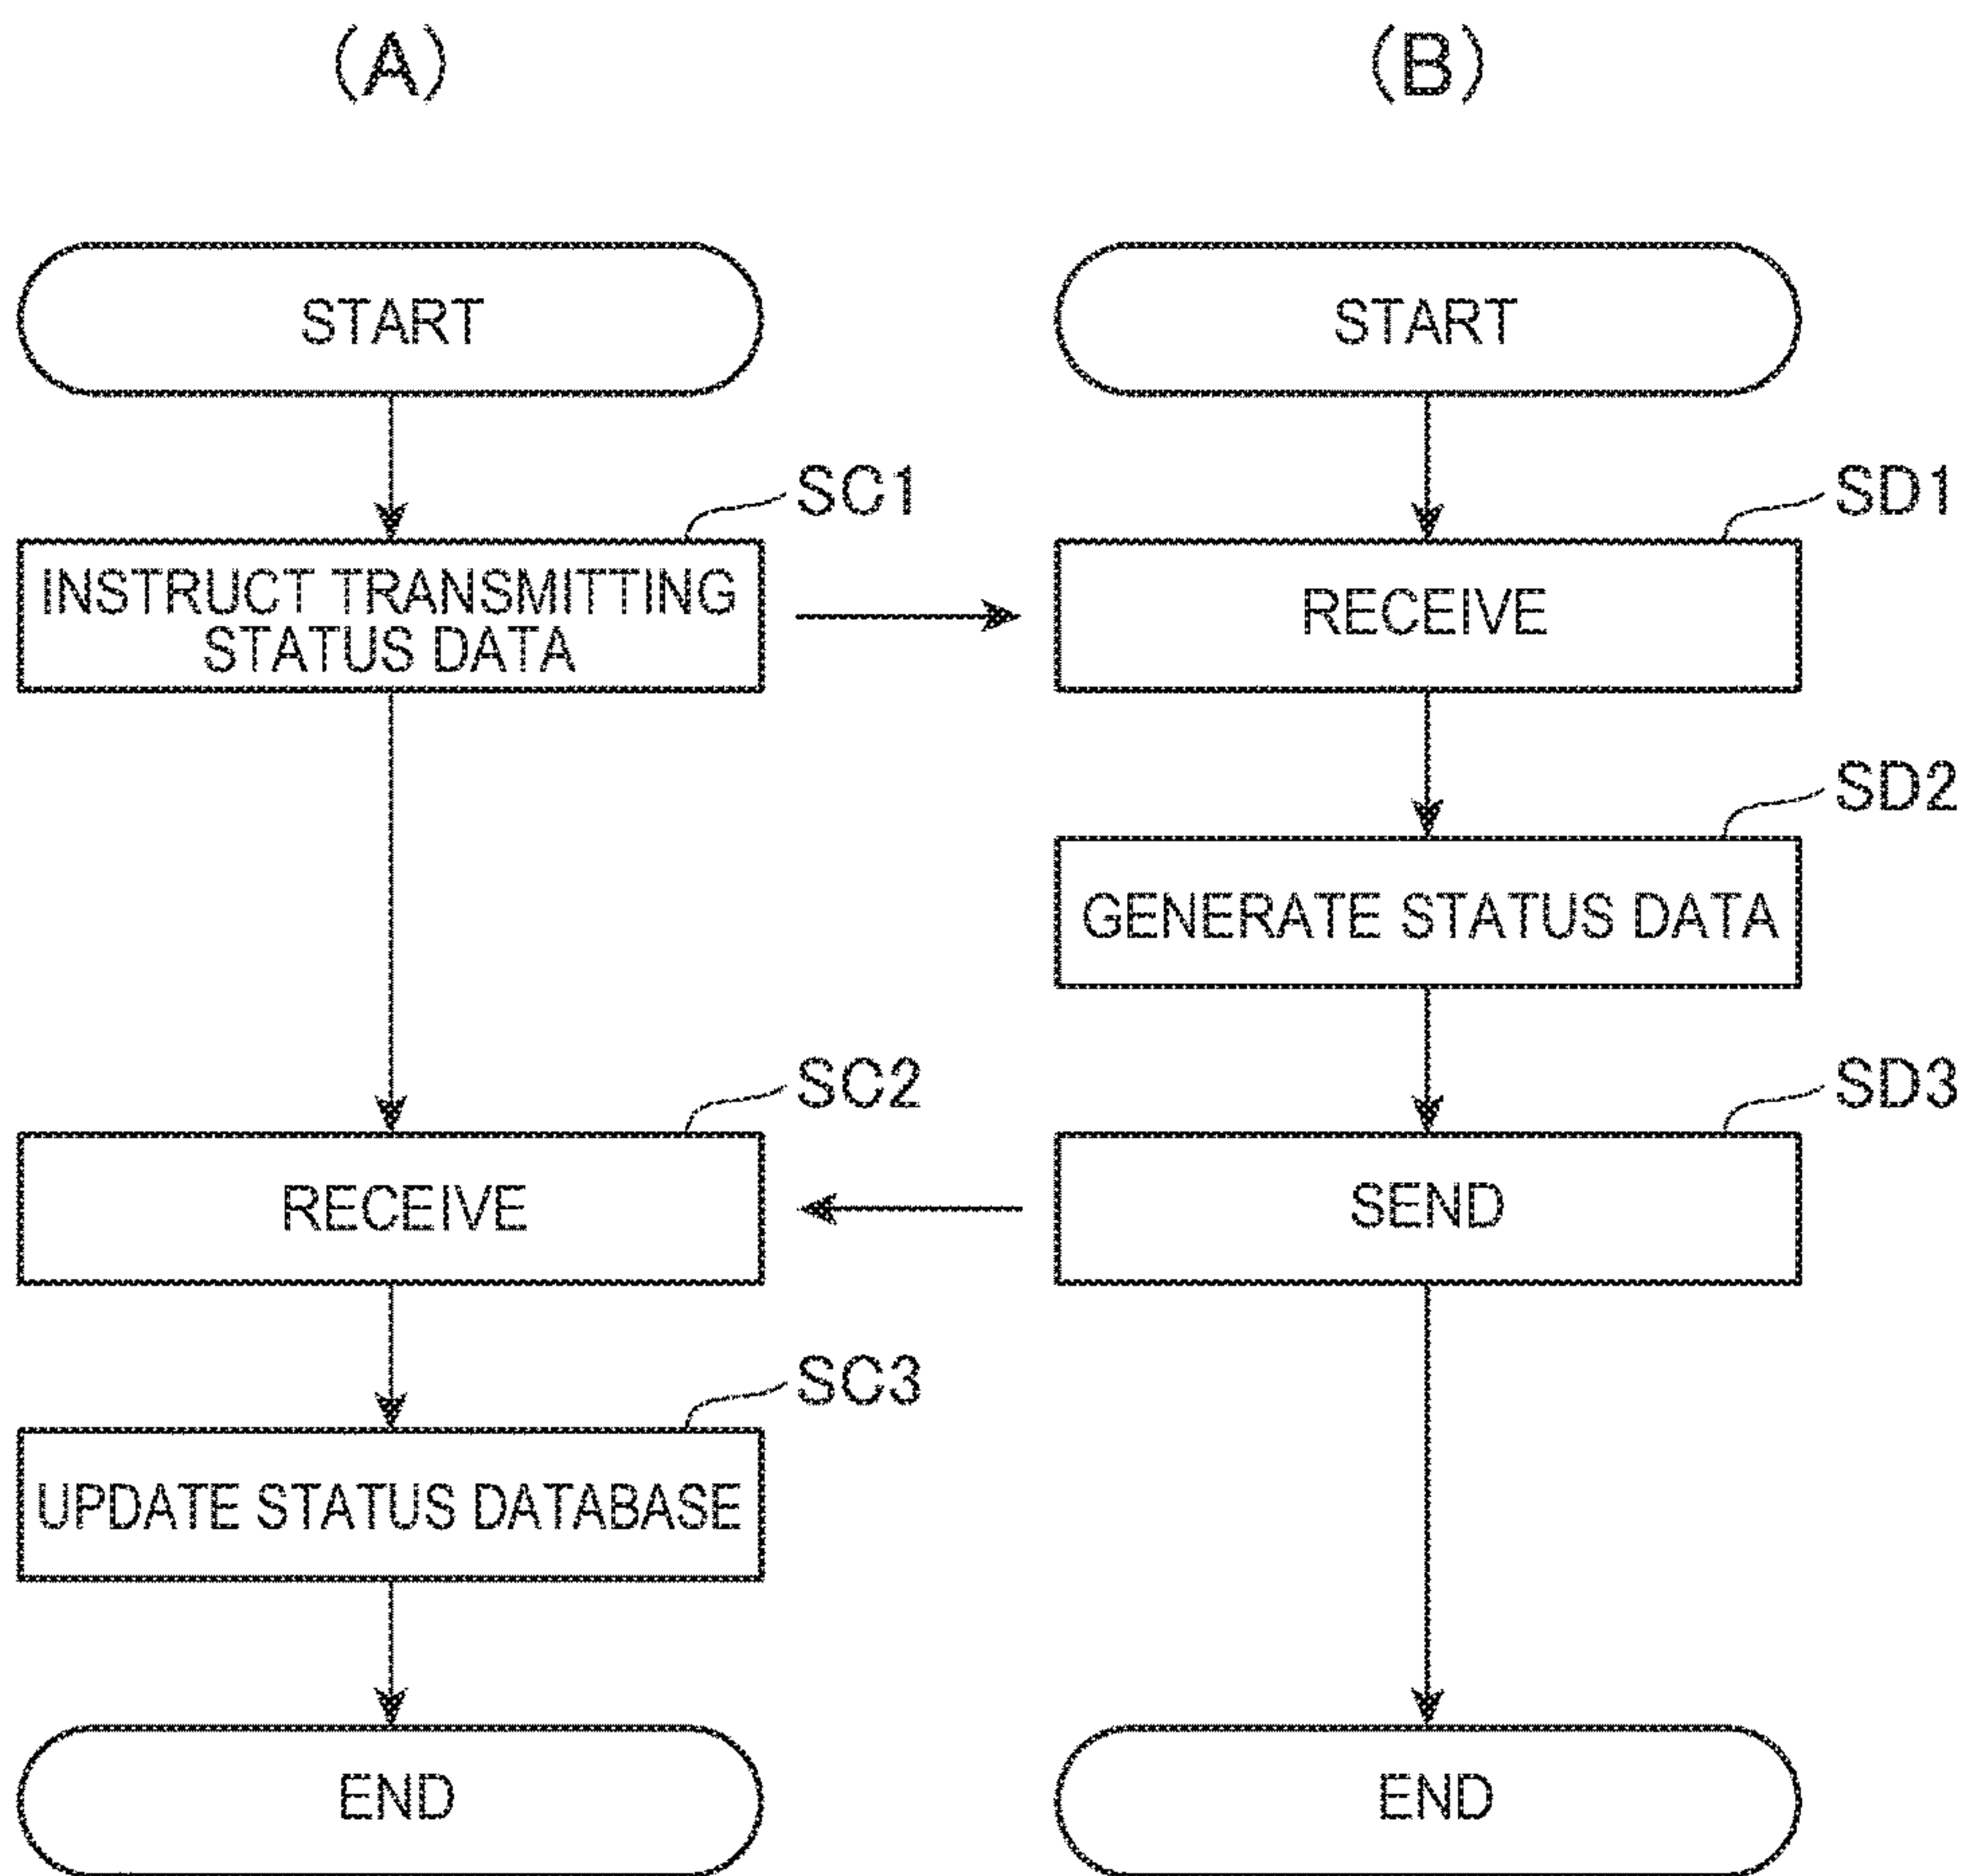 (A)
START
SC1
INSTRUCT TRANSMITTING
STATUS DATA
SC2
RECEIVE
SC3
UPDATE STATUS DATABASE
END
(B)
START
SD1
RECEIVE
SD2
GENERATE STATUS DATA
SD3
SEND
END